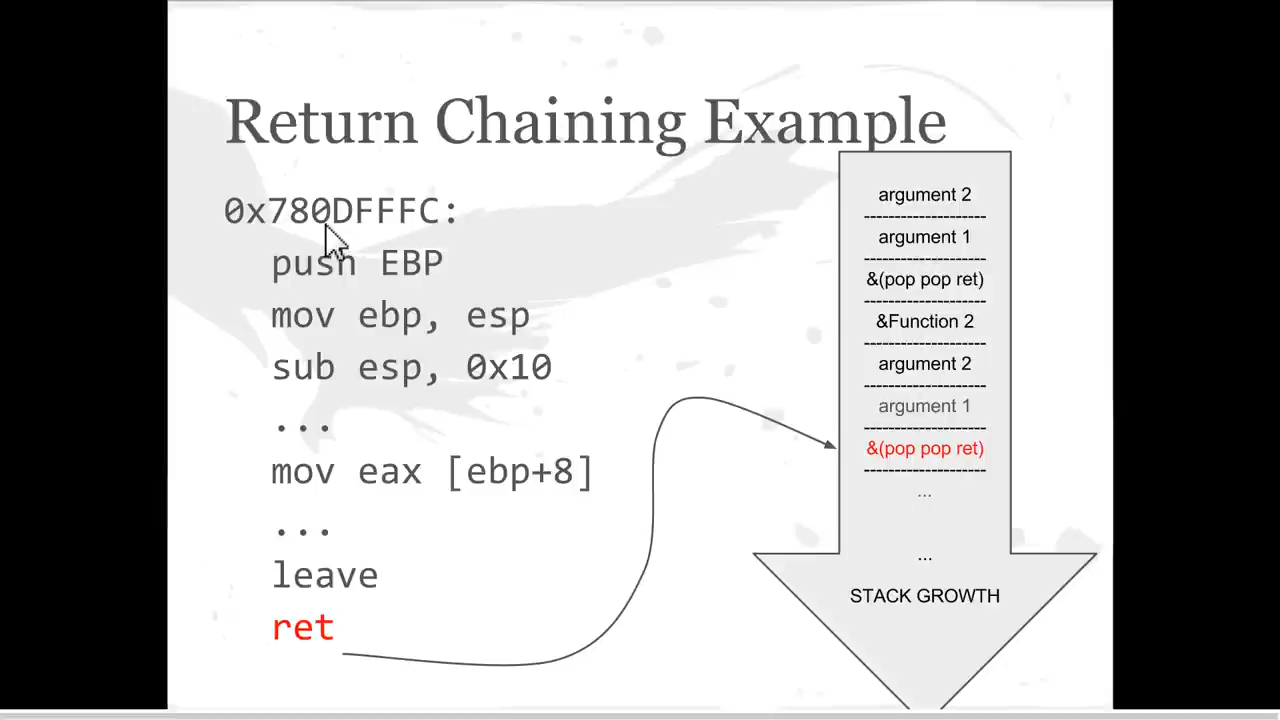 Return Chaining Example
0x780DFFFC:
push EBP
mov ebp, esp
sub esp, 0x10
...
mov eax [ebp+8]
...
leave
ret
argument 2
--------------------
argument 1
--------------------
&(pop pop ret)
--------------------
&Function 2
--------------------
argument 2
--------------------
argument 1
--------------------
&(pop pop ret)
--------------------
...
...
STACK GROWTH